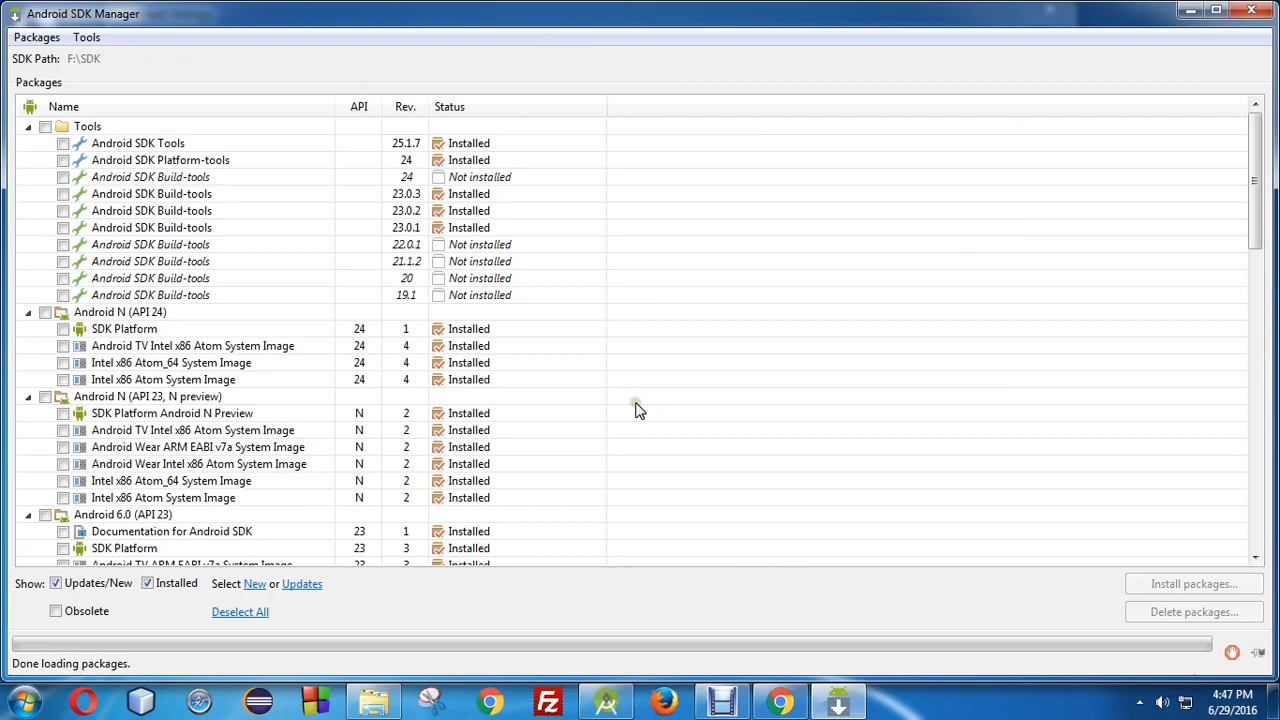 Android SDK Manager
Packages Tools
SDK Path: F:\SDK
Packages
Name API Rev. Status
Tools
Android SDK Tools 25.1.7 Installed
Android SDK Platform-tools 24 Installed
Android SDK Build-tools 24 Not installed
Android SDK Build-tools 23.0.3 Installed
Android SDK Build-tools 23.0.2 Installed
Android SDK Build-tools 23.0.1 Installed
Android SDK Build-tools 22.0.1 Not installed
Android SDK Build-tools 21.1.2 Not installed
Android SDK Build-tools 20 Not installed
Android SDK Build-tools 19.1 Not installed
Android N (API 24)
SDK Platform 24 1 Installed
Android TV Intel x86 Atom System Image 24 4 Installed
Intel x86 Atom_64 System Image 24 4 Installed
Intel x86 Atom System Image 24 4 Installed
Android N (API 23, N preview)
SDK Platform Android N Preview N 2 Installed
Android TV Intel x86 Atom System Image N 2 Installed
Android Wear ARM EABI v7a System Image N 2 Installed
Android Wear Intel x86 Atom System Image N 2 Installed
Intel x86 Atom_64 System Image N 2 Installed
Intel x86 Atom System Image N 2 Installed
Android 6.0 (API 23)
Documentation for Android SDK 23 1 Installed
SDK Platform 23 3 Installed
Android TV ARM EABI v7a System Image 23 3 Installed
Show: Updates/New Installed Select New or Updates Install packages...
Obsolete Deselect All Delete packages...
Done loading packages.
Fz
4:47 PM
6/29/2016